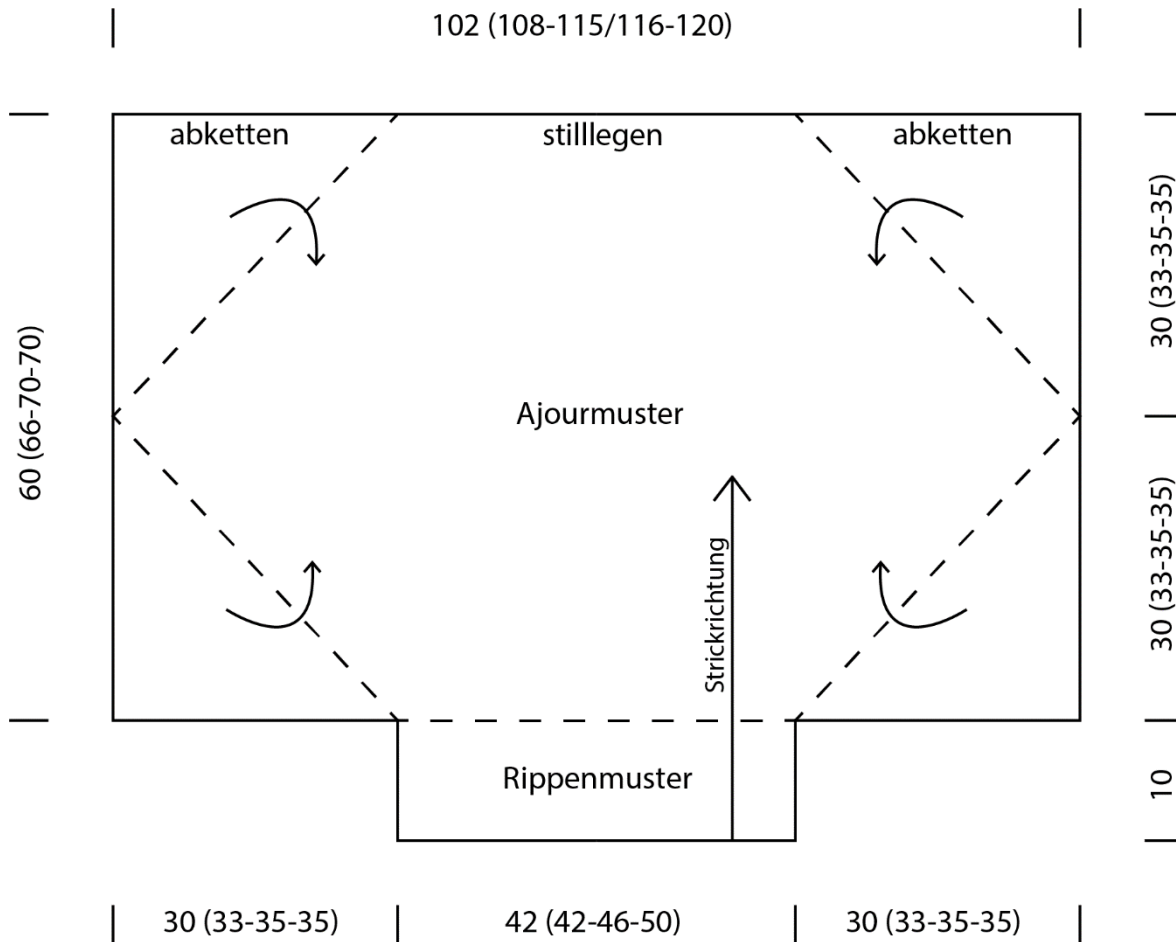 102 (108-115/116-120)
abketten
stilllegen
abketten
30 (33-35-35)
60 (66-70-70)
Ajourmuster
Strickrichtung
30 (33-35-35)
Rippenmuster
10
30 (33-35-35)
42 (42-46-50)
30 (33-35-35)